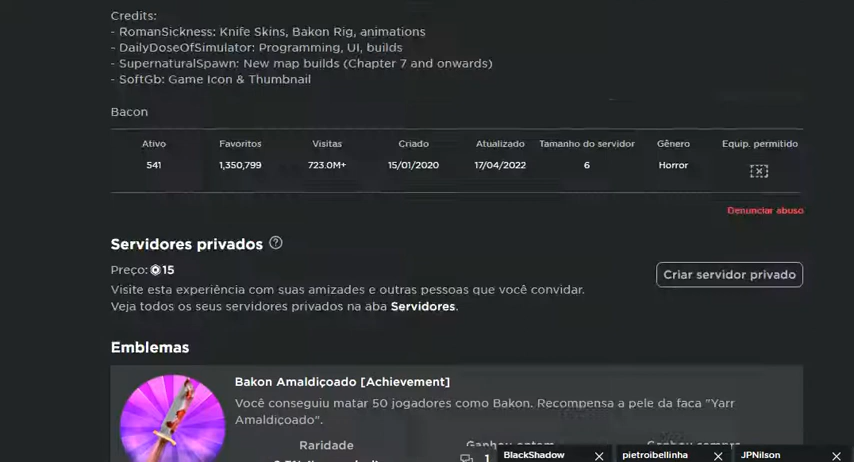 Credits:
- RomanSickness: Knife Skins, Bakon Rig, animations
- DailyDoseOfSimulator: Programming, UI, builds
- SupernaturalSpawn: New map builds (Chapter 7 and onwards)
- SoftGb: Game Icon & Thumbnail
Bacon
Ativo Favoritos Visitas Criado Atualizado Tamanho do servidor Gênero Equip. permitido
541 1,350,799 723.0M+ 15/01/2020 17/04/2022 6 Horror
Denunciar abuso
Servidores privados
Preço: 15
Criar servidor privado
Visite esta experiência com suas amizades e outras pessoas que você convidar.
Veja todos os seus servidores privados na aba Servidores.
Emblemas
Bakon Amaldiçoado [Achievement]
Você conseguiu matar 50 jogadores como Bakon. Recompensa a pele da faca "Yarr
Amaldiçoado".
Raridade
BlackShadow pietroibellinha JPNilson
1